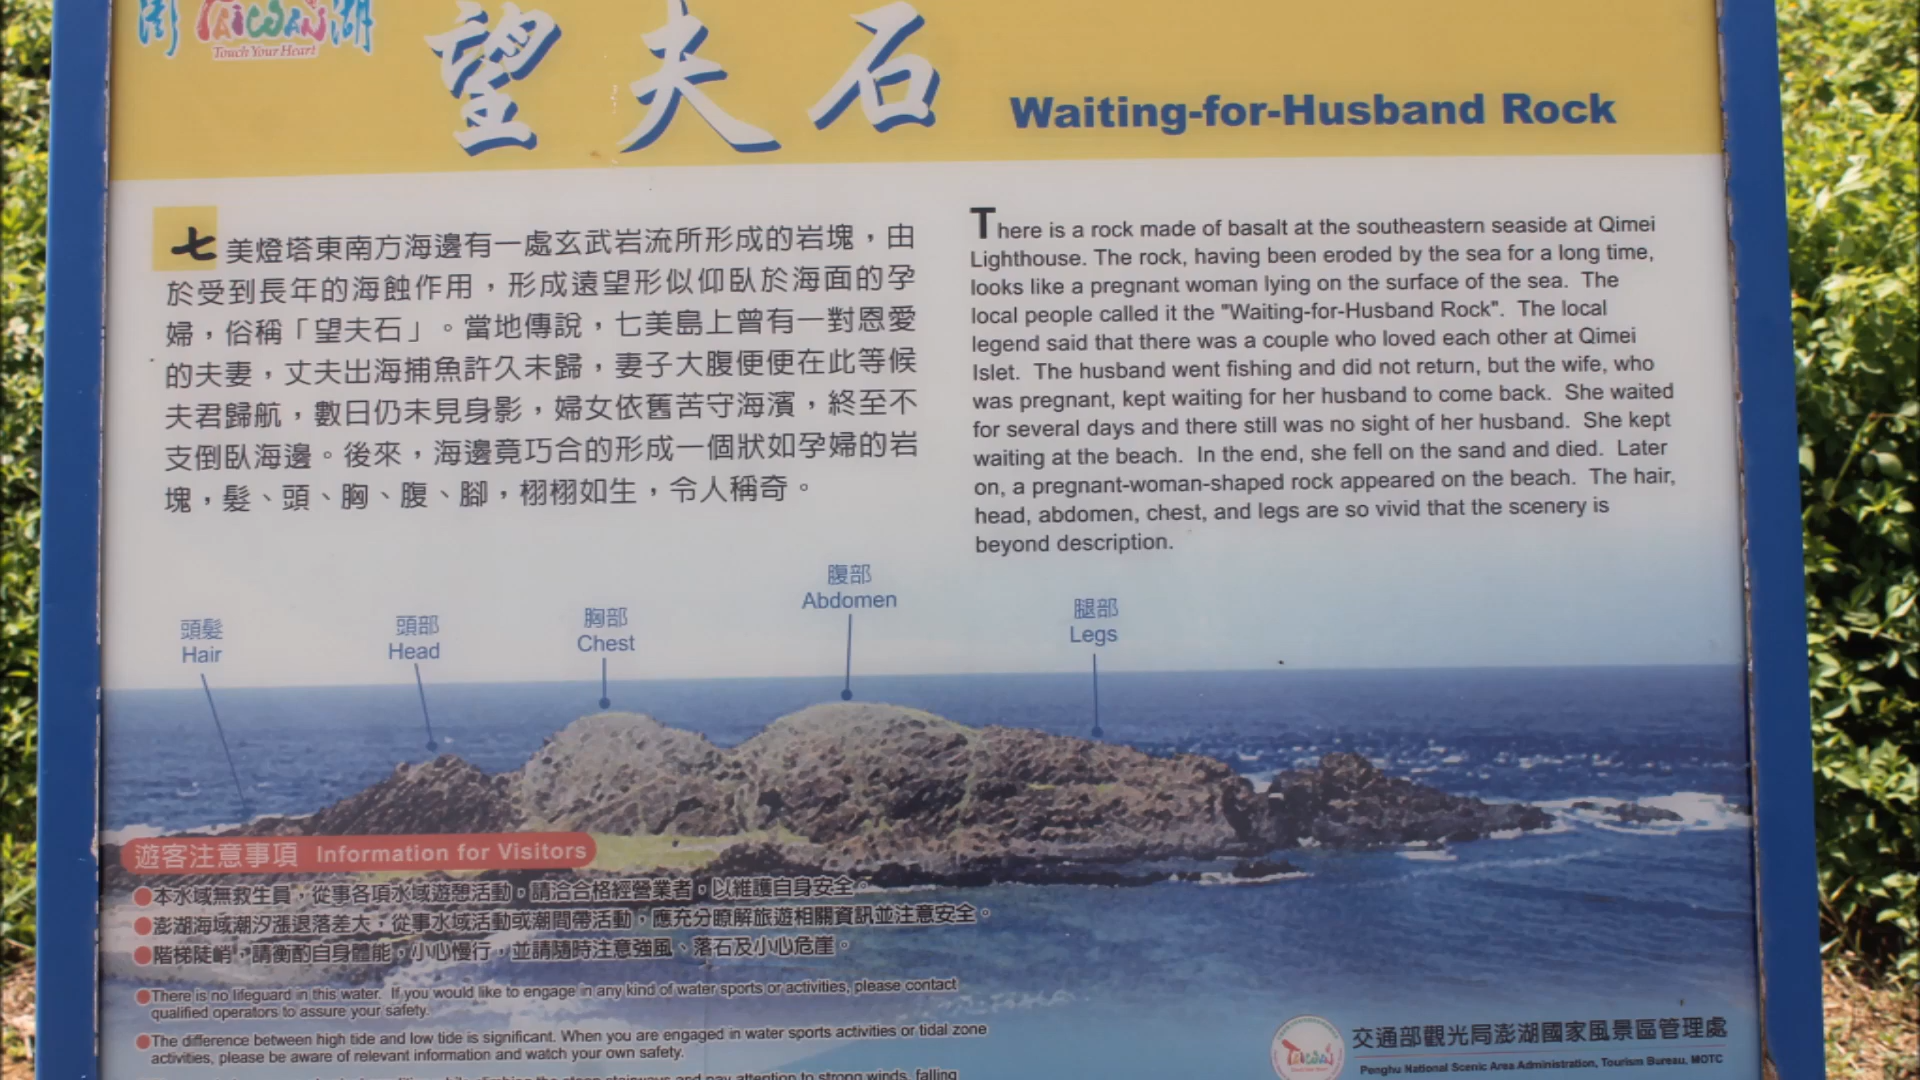 澎 TAIWAN 湖
Touch Your Heart
望夫石
Waiting-for-Husband Rock
七美燈塔東南方海邊有一處玄武岩流所形成的岩塊，由
於受到長年的海蝕作用，形成遠望形似仰臥於海面的孕
婦，俗稱「望夫石」。當地傳說，七美島上曾有一對恩愛
的夫妻，丈夫出海捕魚許久未歸，妻子大腹便便在此等候
夫君歸航，數日仍未見身影，婦女依舊苦守海濱，終至不
支倒臥海邊。後來，海邊竟巧合的形成一個狀如孕婦的岩
塊，髮、頭、胸、腹、腳，栩栩如生，令人稱奇。
There is a rock made of basalt at the southeastern seaside at Qimei
Lighthouse. The rock, having been eroded by the sea for a long time,
looks like a pregnant woman lying on the surface of the sea. The
local people called it the "Waiting-for-Husband Rock". The local
legend said that there was a couple who loved each other at Qimei
Islet. The husband went fishing and did not return, but the wife, who
was pregnant, kept waiting for her husband to come back. She waited
for several days and there still was no sight of her husband. She kept
waiting at the beach. In the end, she fell on the sand and died. Later
on, a pregnant-woman-shaped rock appeared on the beach. The hair,
head, abdomen, chest, and legs are so vivid that the scenery is
beyond description.
頭髮
Hair
頭部
Head
胸部
Chest
腹部
Abdomen
腿部
Legs
遊客注意事項 Information for Visitors
●本水域無救生員，從事各項水域遊憩活動，請洽合格經營業者，以維護自身安全。
●澎湖海域潮汐漲退落差大，從事水域活動或潮間帶活動，應充分瞭解旅遊相關資訊並注意安全。
●階梯陡峭，請衡酌自身體能，小心慢行，並請隨時注意強風、落石及小心危崖。
●There is no lifeguard in this water. If you would like to engage in any kind of water sports or activities, please contact
qualified operators to assure your safety.
●The difference between high tide and low tide is significant. When you are engaged in water sports activities or tidal zone
activities, please be aware of relevant information and watch your own safety.
while climbing the steep stairways and pay attention to strong winds, falling
交通部觀光局澎湖國家風景區管理處
Penghu National Scenic Area Administration, Tourism Bureau, MOTC